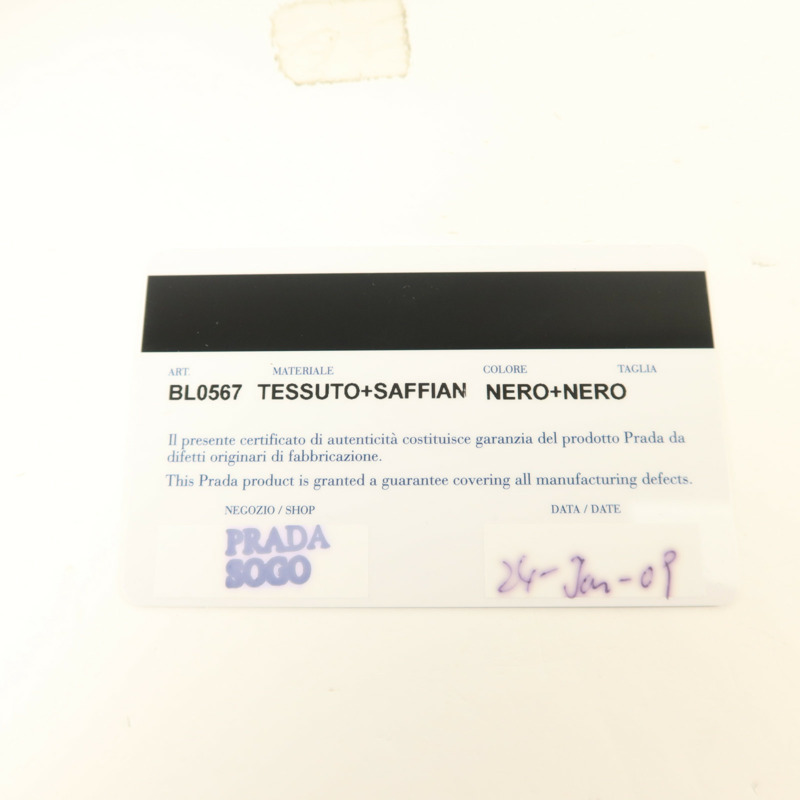 ART. MATERIALE COLORE TAGLIA
BL0567 TESSUTO+SAFFIAN NERO+NERO
Il presente certificato di autenticità costituisce garanzia del prodotto Prada da
difetti originari di fabbricazione.
This Prada product is granted a guarantee covering all manufacturing defects.
NEGOZIO / SHOP DATA / DATE
PRADA
SOGO
24-Jan-09